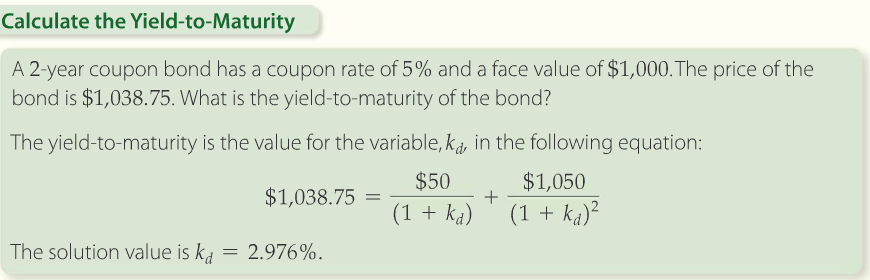 Calculate the Yield-to-Maturity
A 2-year coupon bond has a coupon rate of 5% and a face value of $1,000. The price of the
bond is $1,038.75. What is the yield-to-maturity of the bond?
The yield-to-maturity is the value for the variable, k_d, in the following equation:
$1,038.75 = $50/(1 + k_d) + $1,050/(1 + k_d)²
The solution value is k_d = 2.976%.